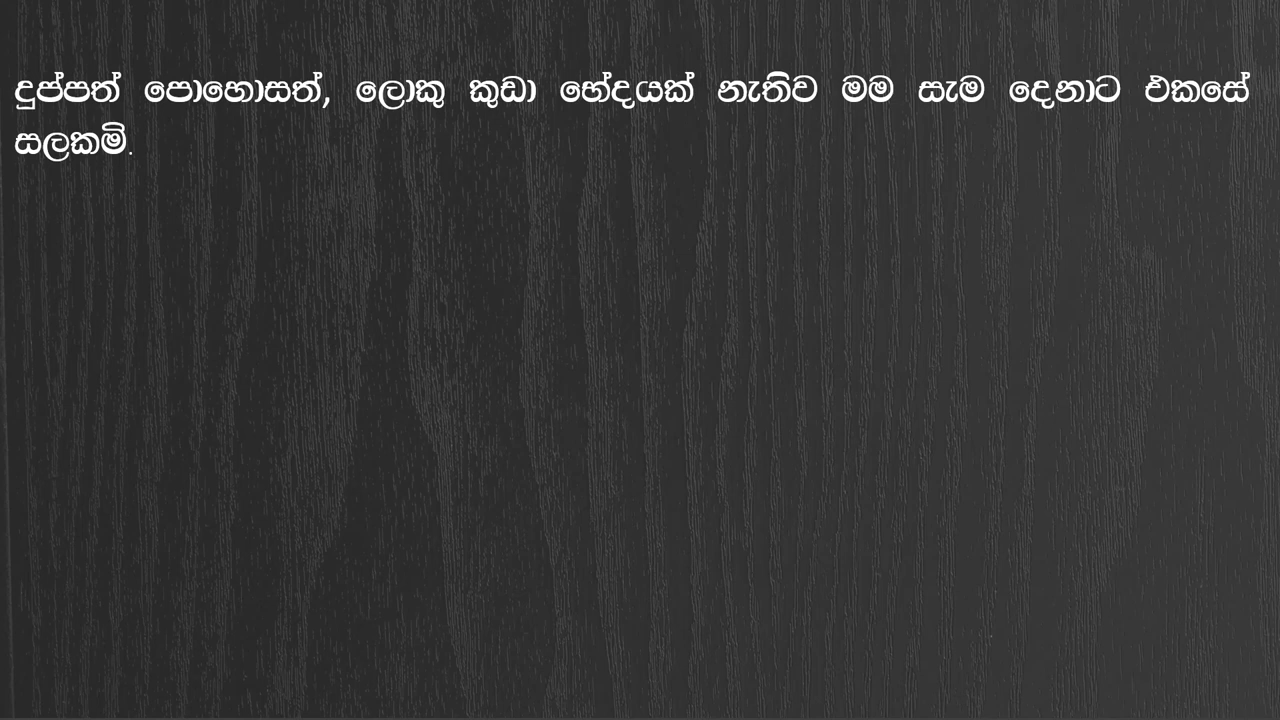 දුප්පත් පොහොසත්, ලොකු කුඩා හේදයක් නැතිව මම සැම දෙනාට එකසේ
සලකමි.